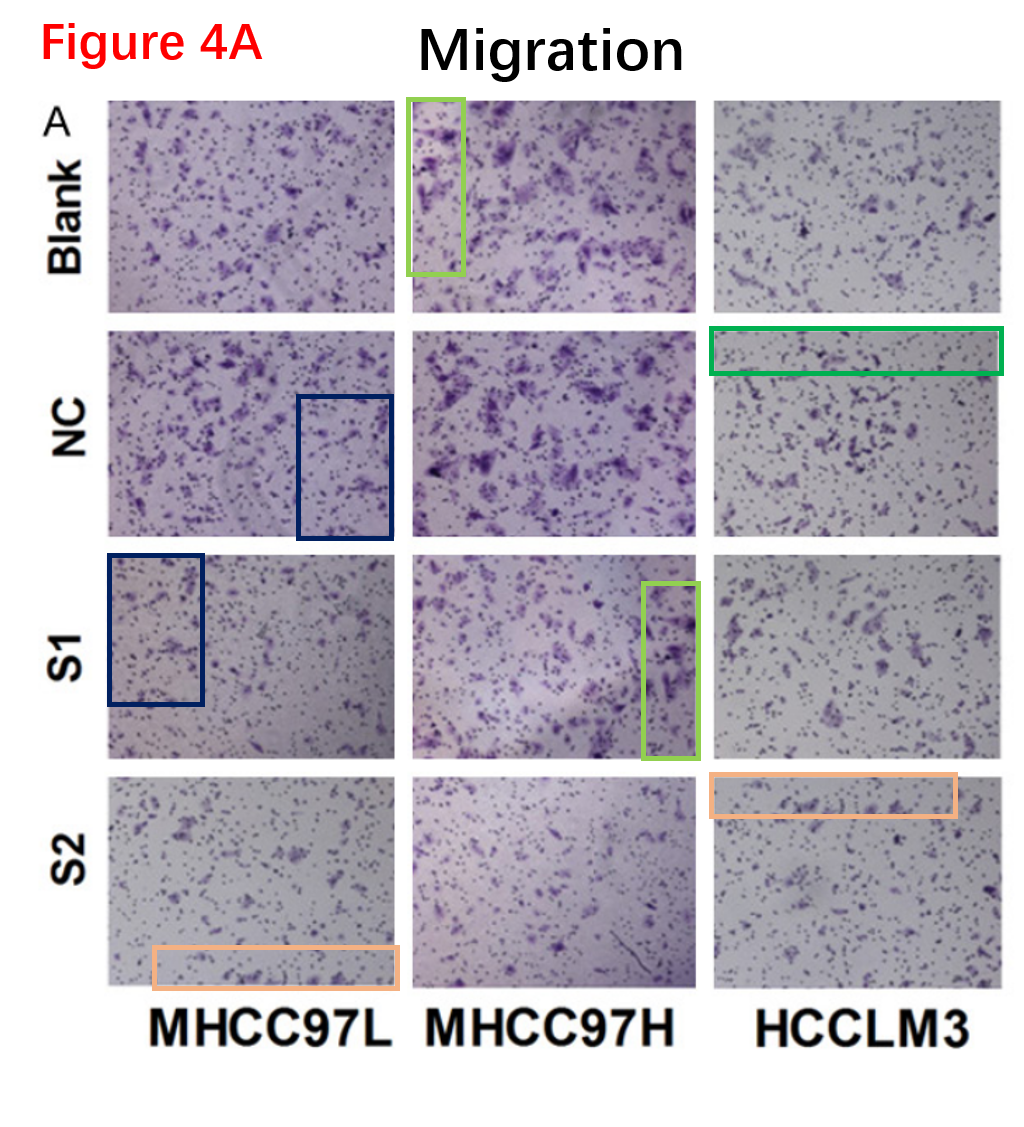 Figure 4A
Migration
A
Blank
NC
S1
S2
MHCC97L MHCC97H HCCLM3